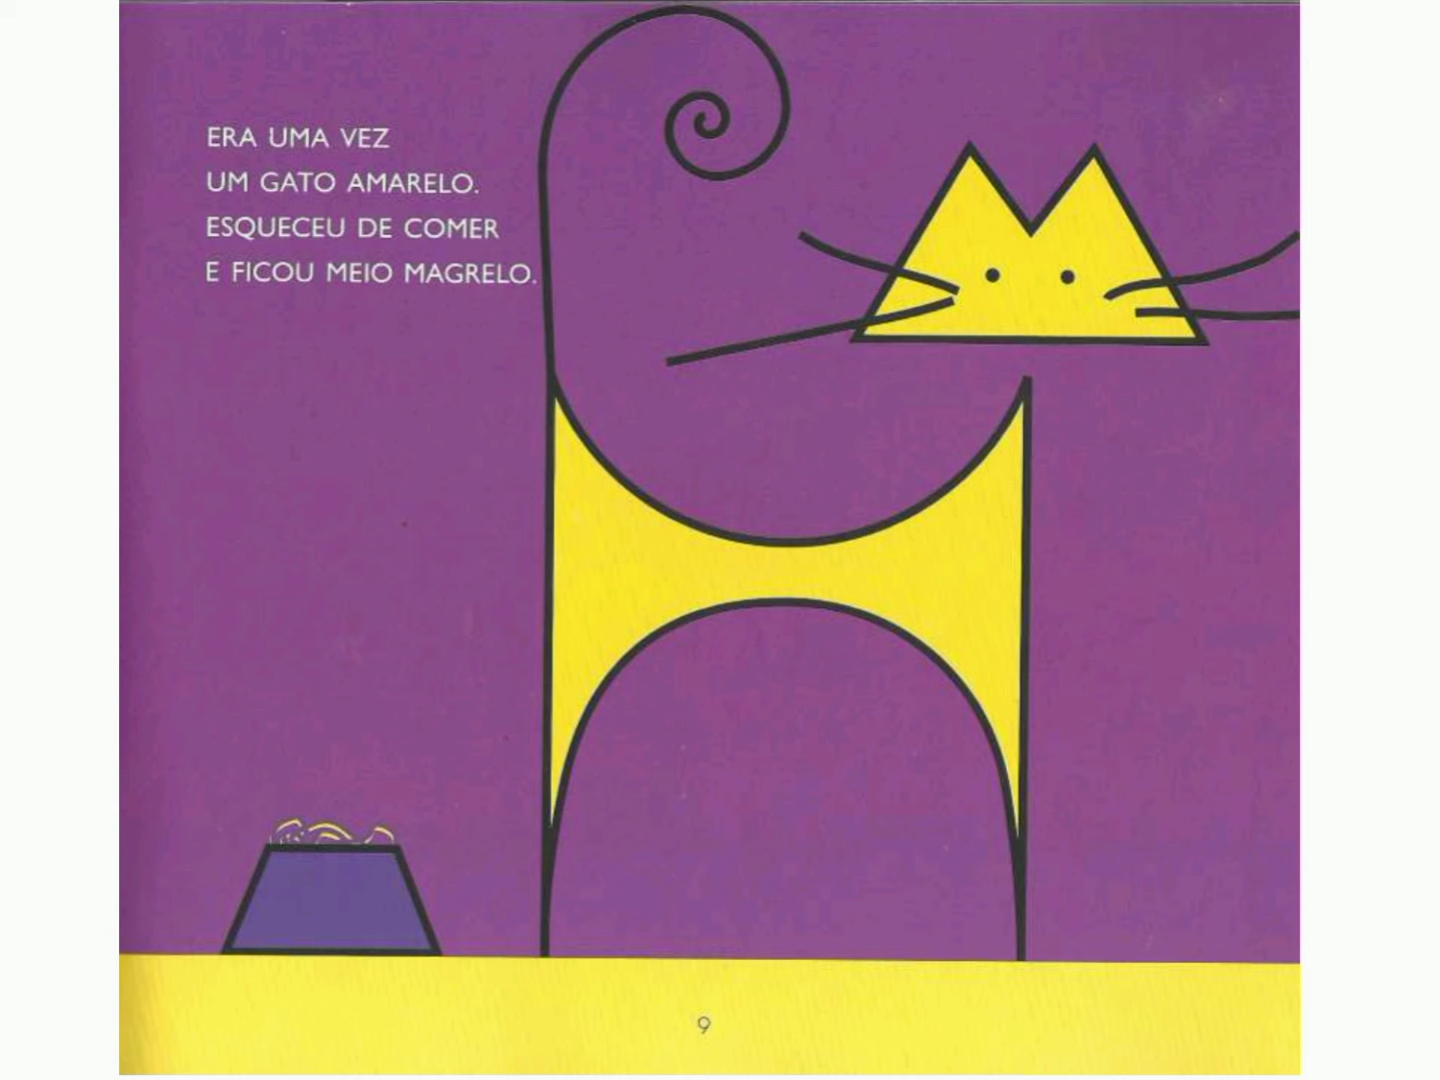 ERA UMA VEZ
UM GATO AMARELO.
ESQUECEU DE COMER
E FICOU MEIO MAGRELO.
9